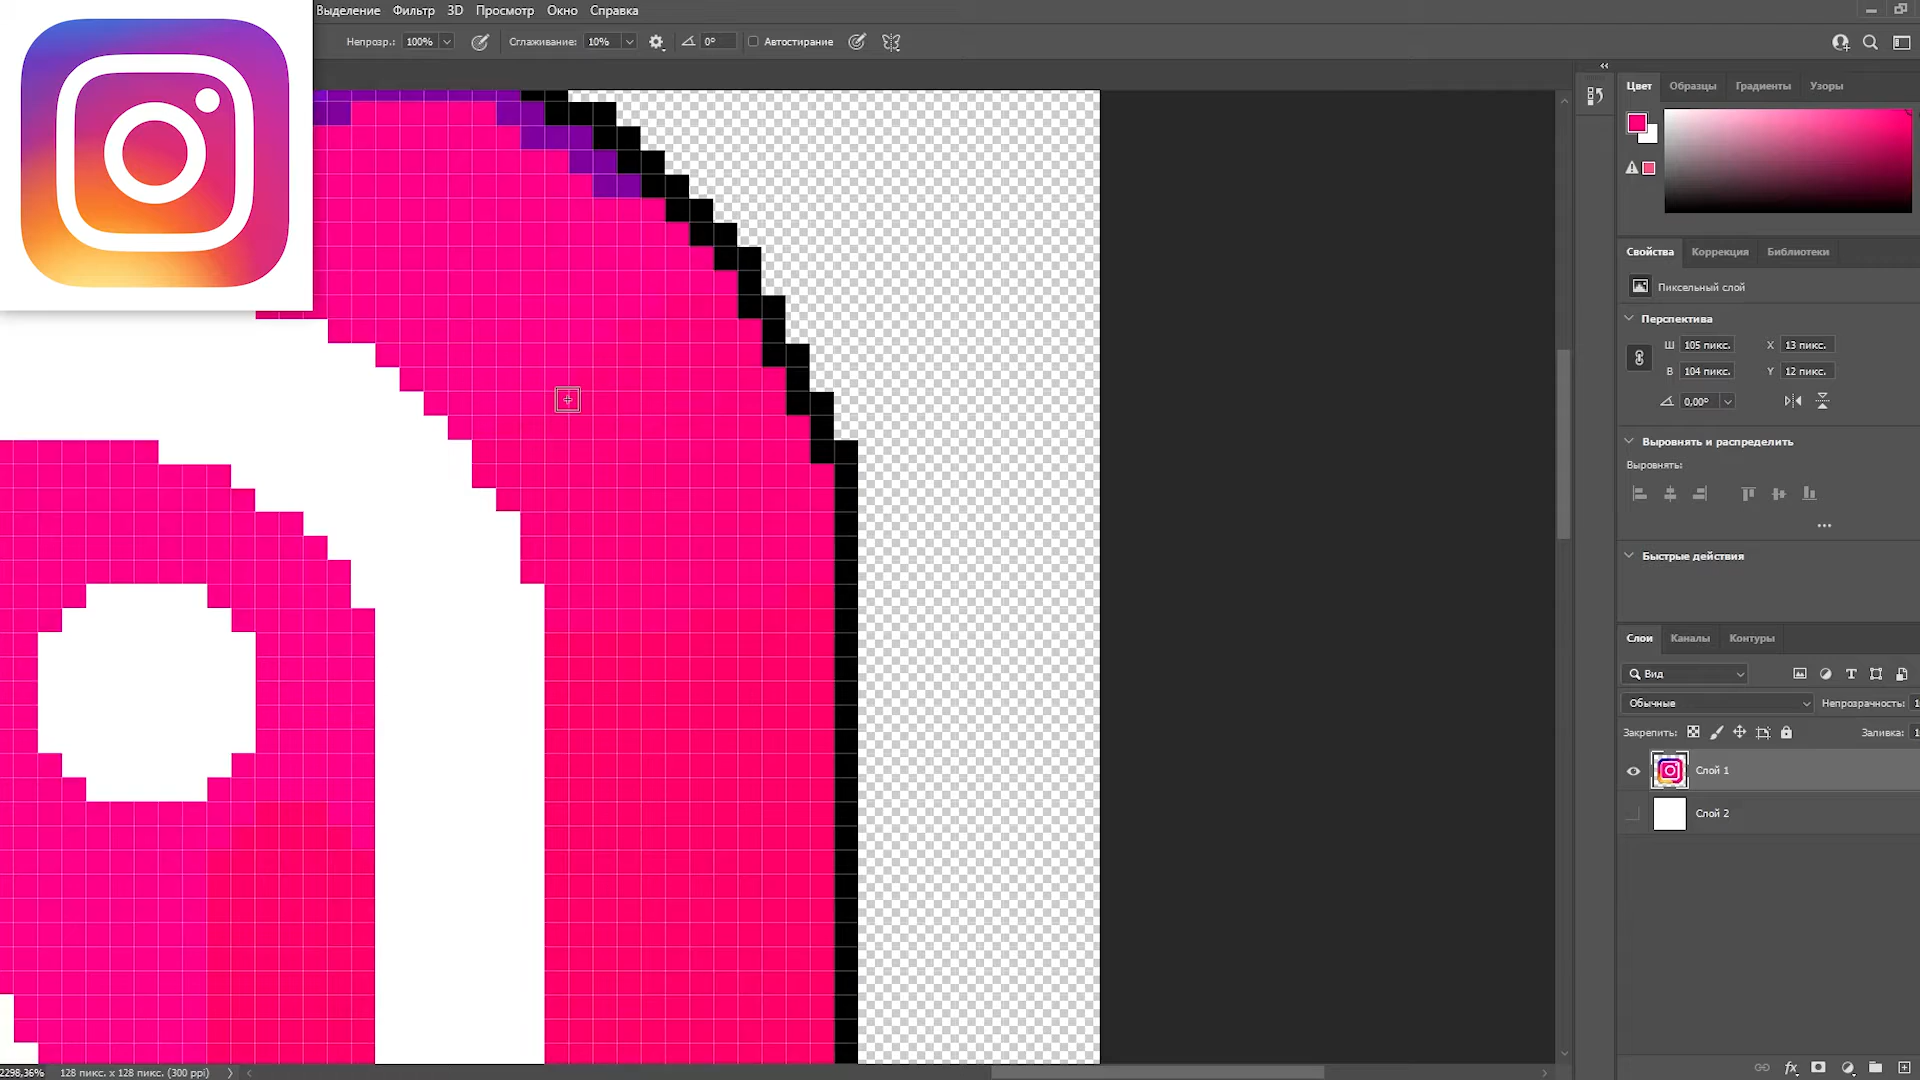 Выделение Фильтр 3D Просмотр Окно Справка
Непрозр.: 100% Сглаживание: 10% 0° Автостирание
Цвет Образцы Градиенты Узоры
Свойства Коррекция Библиотеки
Пиксельный слой
Перспектива
Ш 105 пикс. X 13 пикс.
В 104 пикс. Y 12 пикс.
0,00°
Выровнять и распределить
Выровнять:
Быстрые действия
Слои Каналы Контуры
Вид
Обычные Непрозрачность:
Закрепить: Заливка:
Слой 1
Слой 2
2298,36% 128 пикс. x 128 пикс. (300 ppi)